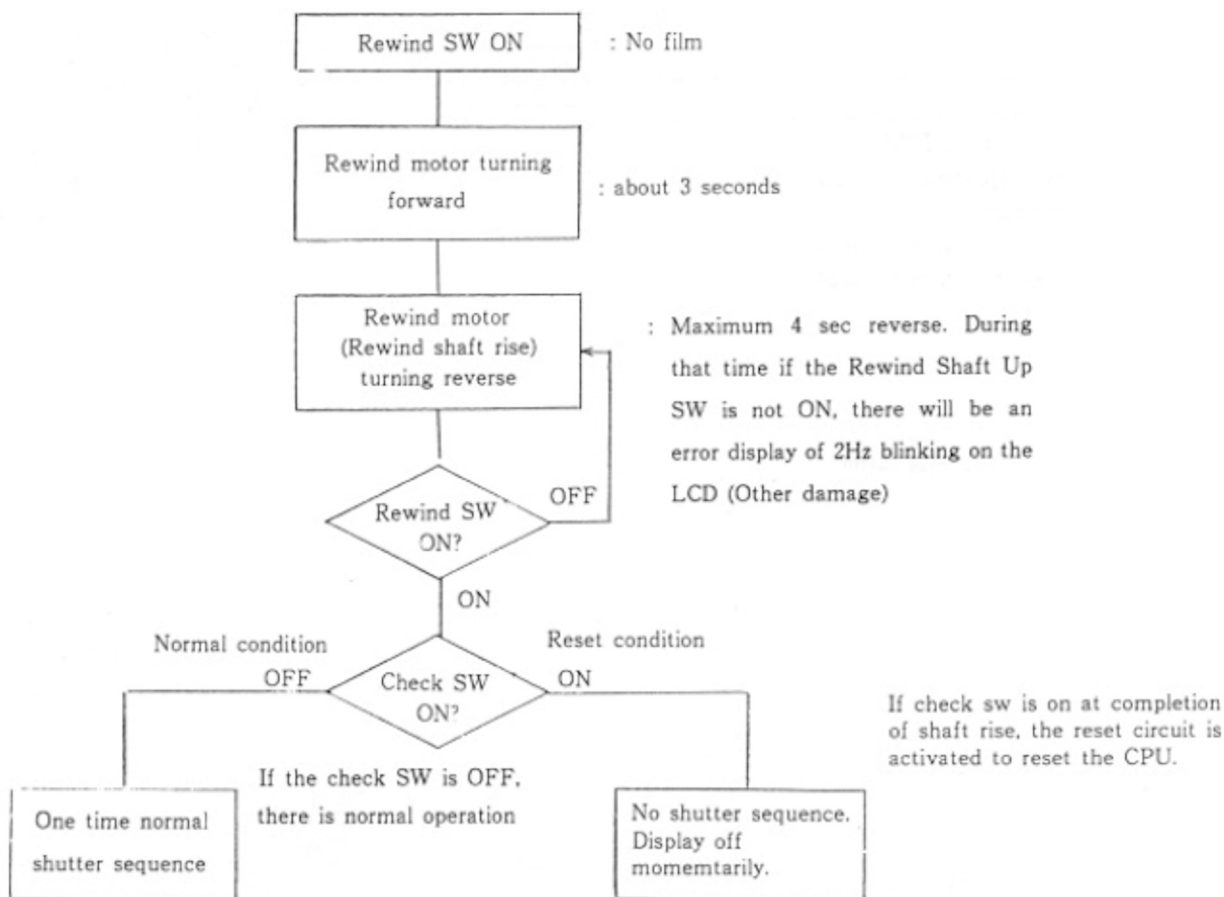 Rewind SW ON
: No film
Rewind motor turning
forward
: about 3 seconds
Rewind motor
(Rewind shaft rise)
turning reverse
: Maximum 4 sec reverse. During
that time if the Rewind Shaft Up
SW is not ON, there will be an
error display of 2Hz blinking on the
LCD (Other damage)
Rewind SW
ON?
OFF
ON
Normal condition
OFF
Reset condition
ON
Check SW
ON?
If check sw is on at completion
of shaft rise, the reset circuit is
activated to reset the CPU.
If the check SW is OFF,
there is normal operation
One time normal
shutter sequence
No shutter sequence.
Display off
momemtarily.